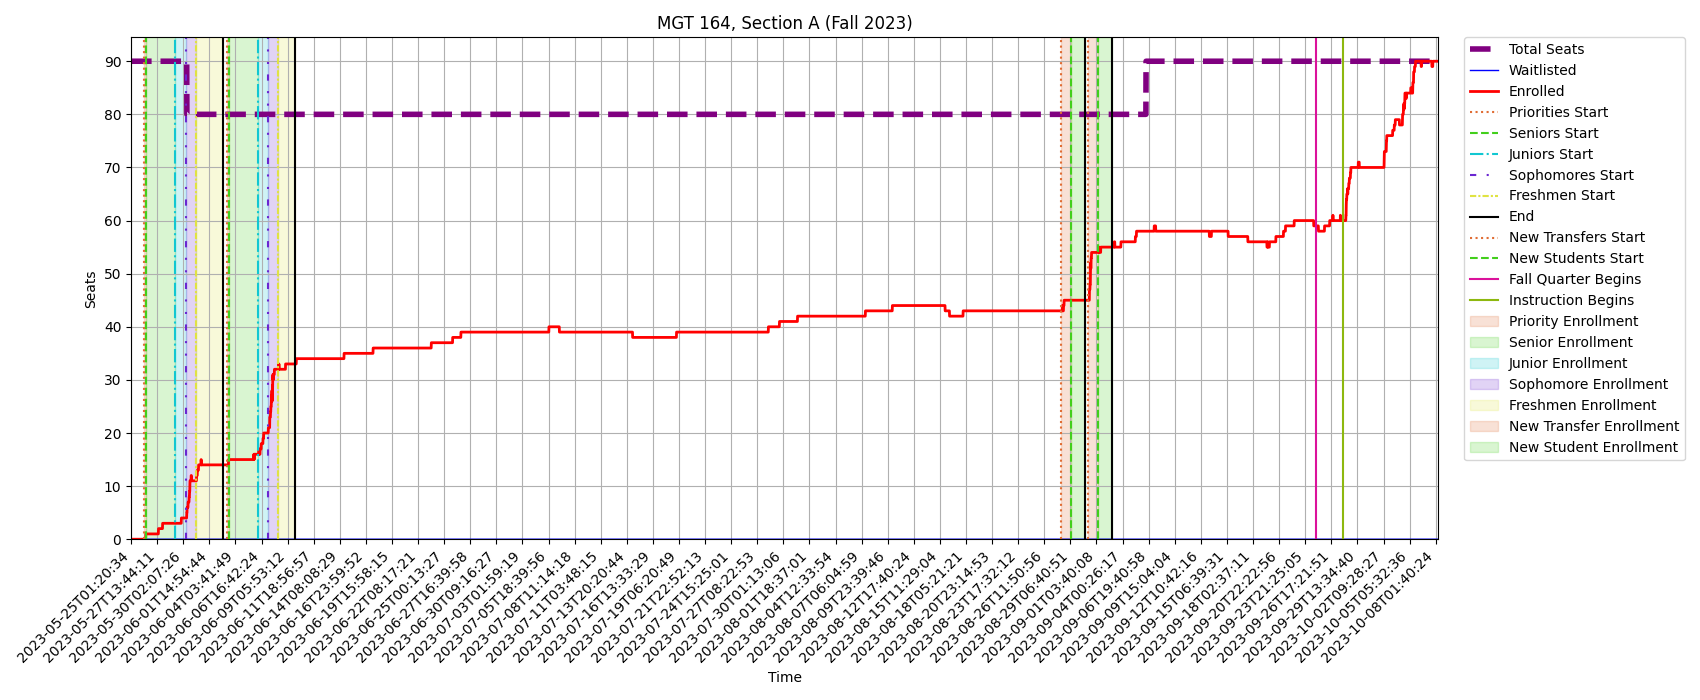 MGT 164, Section A (Fall 2023)
Seats
90
80
70
60
50
40
30
20
10
0
2023-05-25T01:20:34
2023-05-27T13:44:11
2023-05-30T02:07:26
2023-06-01T14:54:44
2023-06-04T03:41:49
2023-06-06T16:42:24
2023-06-09T05:53:12
2023-06-11T18:56:57
2023-06-14T08:08:29
2023-06-16T23:59:52
2023-06-19T15:58:15
2023-06-22T08:17:21
2023-06-25T00:13:27
2023-06-27T16:39:58
2023-06-30T09:16:27
2023-07-03T01:59:19
2023-07-05T18:39:56
2023-07-08T11:14:18
2023-07-11T03:48:15
2023-07-13T20:20:44
2023-07-16T13:33:29
2023-07-19T06:20:49
2023-07-21T22:52:13
2023-07-24T15:25:01
2023-07-27T08:22:53
2023-07-30T01:13:06
2023-08-01T18:37:01
2023-08-04T12:33:54
2023-08-07T06:04:59
2023-08-09T23:39:46
2023-08-12T17:40:24
2023-08-15T11:29:04
2023-08-18T05:21:21
2023-08-20T23:14:53
2023-08-23T17:32:12
2023-08-26T11:50:56
2023-08-29T06:40:51
2023-09-01T03:40:08
2023-09-04T00:26:17
2023-09-06T19:40:58
2023-09-09T15:04:04
2023-09-12T10:42:16
2023-09-15T06:39:31
2023-09-18T02:37:11
2023-09-20T22:22:56
2023-09-23T21:25:05
2023-09-26T17:21:51
2023-09-29T13:34:40
2023-10-02T09:28:27
2023-10-05T05:32:36
2023-10-08T01:40:24
Time
Total Seats
Waitlisted
Enrolled
Priorities Start
Seniors Start
Juniors Start
Sophomores Start
Freshmen Start
End
New Transfers Start
New Students Start
Fall Quarter Begins
Instruction Begins
Priority Enrollment
Senior Enrollment
Junior Enrollment
Sophomore Enrollment
Freshmen Enrollment
New Transfer Enrollment
New Student Enrollment